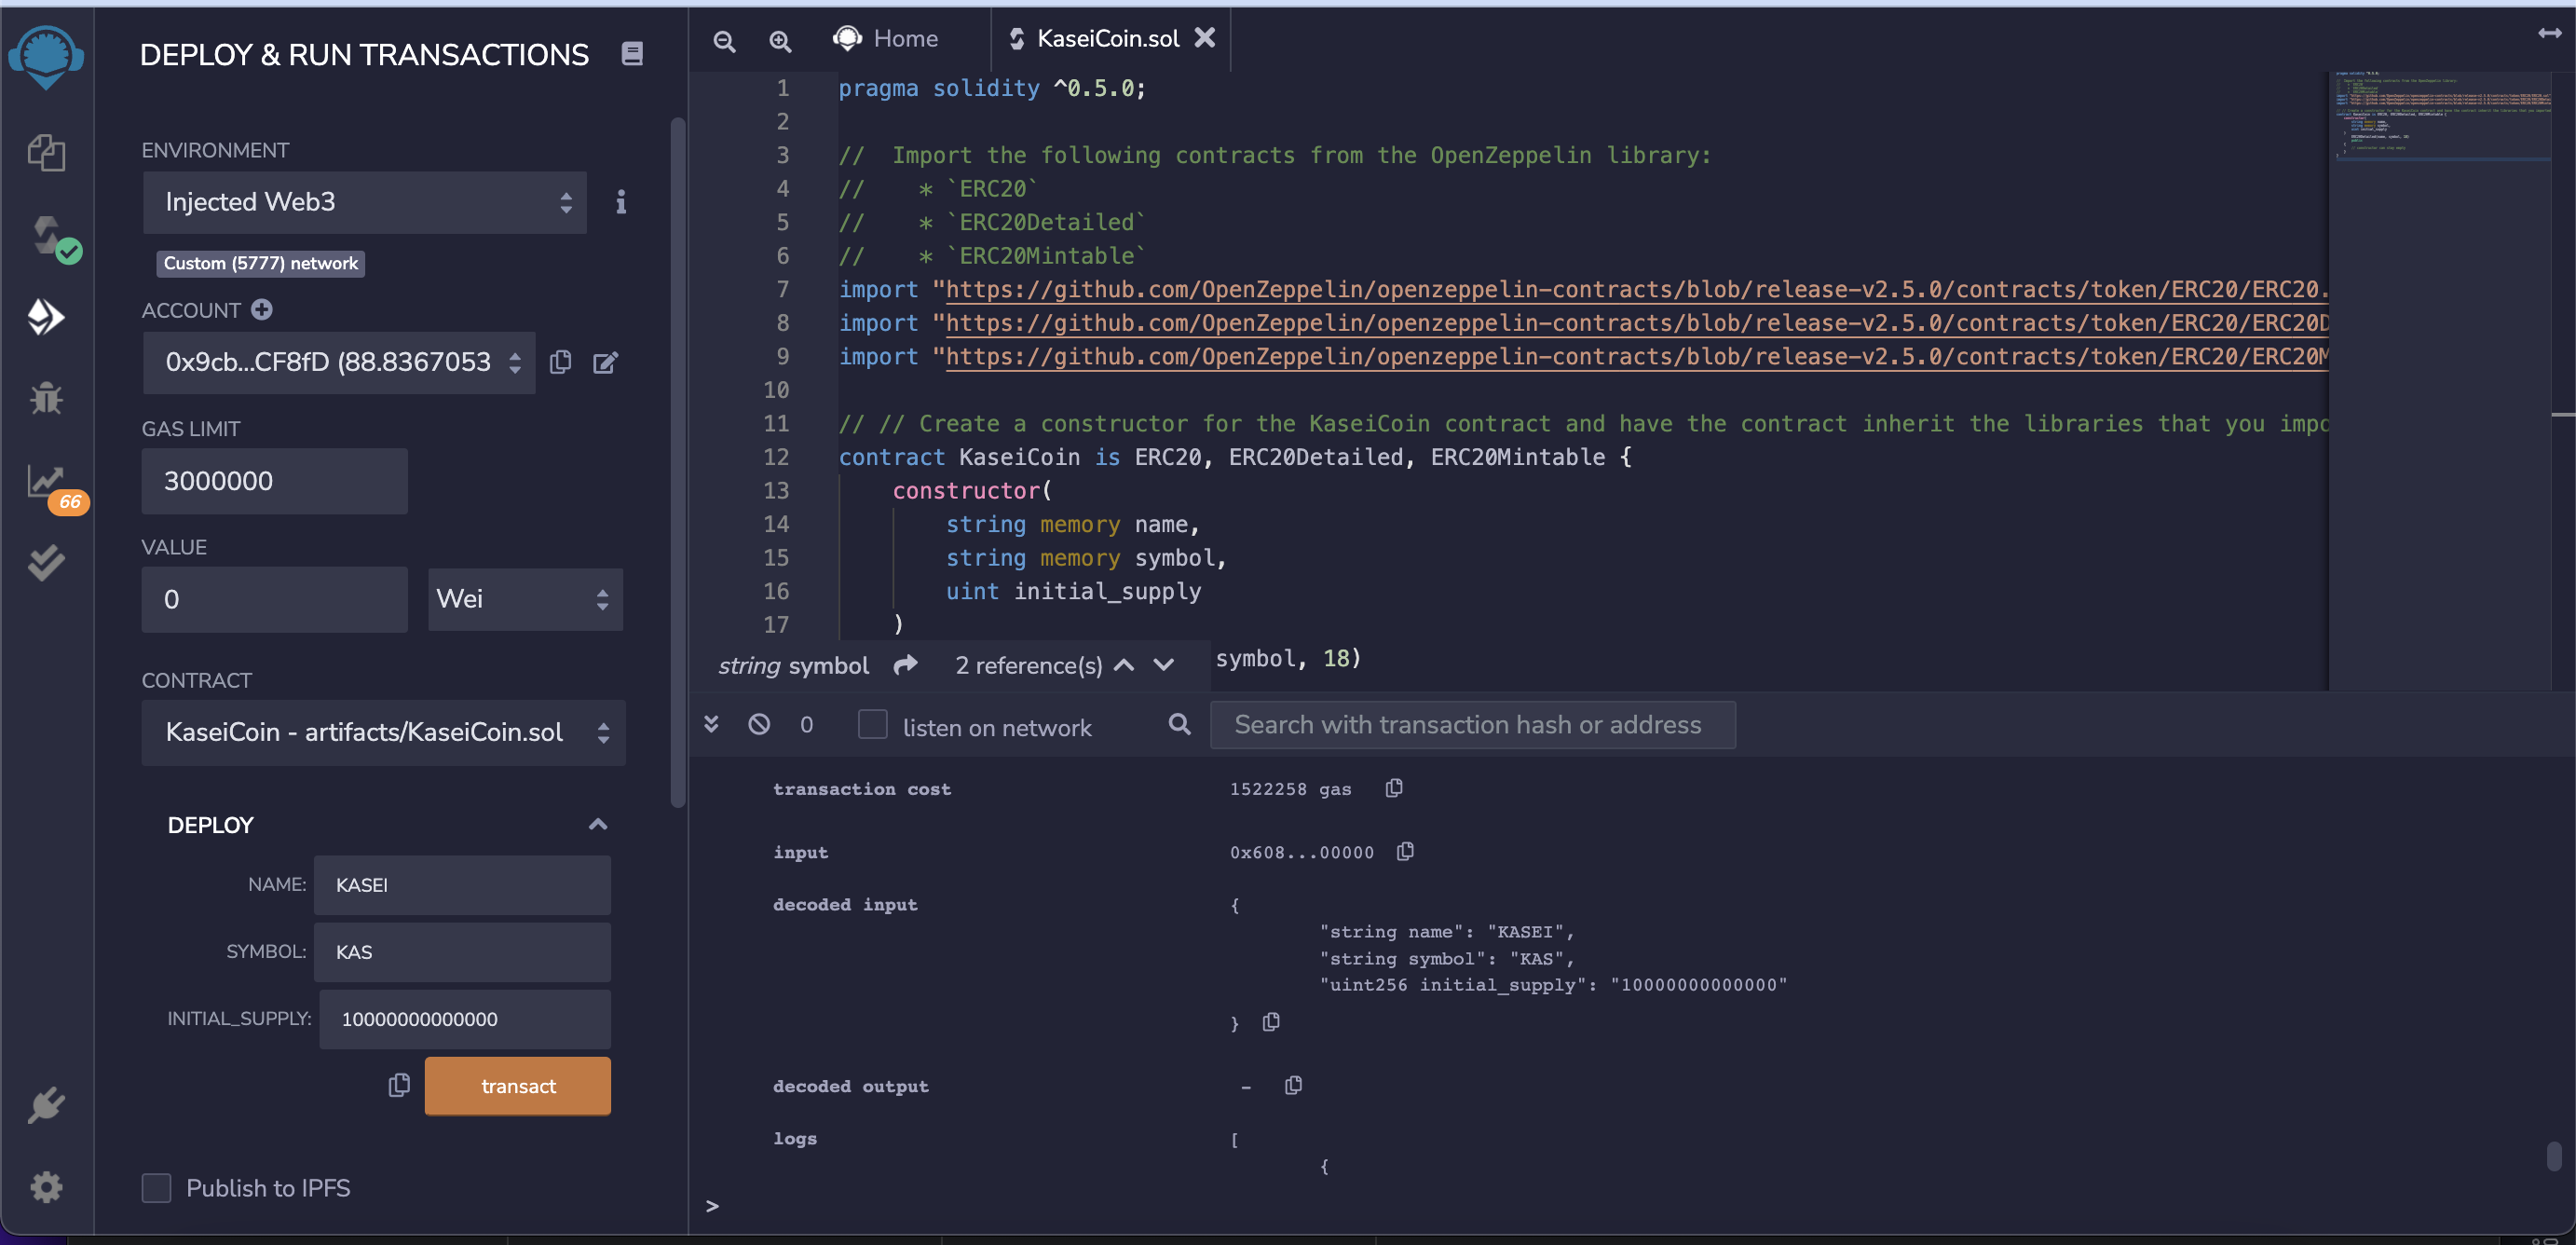 DEPLOY & RUN TRANSACTIONS
ENVIRONMENT
Injected Web3
Custom (5777) network
ACCOUNT
0x9cb...CF8fD (88.8367053
GAS LIMIT
3000000
VALUE
0
Wei
CONTRACT
KaseiCoin - artifacts/KaseiCoin.sol
DEPLOY
NAME: KASEI
SYMBOL: KAS
INITIAL_SUPPLY: 10000000000000
transact
Publish to IPFS
66
Home
KaseiCoin.sol
1 pragma solidity ^0.5.0;
2
3 //  Import the following contracts from the OpenZeppelin library:
4 //    * `ERC20`
5 //    * `ERC20Detailed`
6 //    * `ERC20Mintable`
7 import "https://github.com/OpenZeppelin/openzeppelin-contracts/blob/release-v2.5.0/contracts/token/ERC20/ERC20.
8 import "https://github.com/OpenZeppelin/openzeppelin-contracts/blob/release-v2.5.0/contracts/token/ERC20/ERC20D
9 import "https://github.com/OpenZeppelin/openzeppelin-contracts/blob/release-v2.5.0/contracts/token/ERC20/ERC20M
10
11 // // Create a constructor for the KaseiCoin contract and have the contract inherit the libraries that you impo
12 contract KaseiCoin is ERC20, ERC20Detailed, ERC20Mintable {
13     constructor(
14         string memory name,
15         string memory symbol,
16         uint initial_supply
17     )
symbol, 18)
string symbol 2 reference(s)
0 listen on network Search with transaction hash or address
transaction cost 1522258 gas
input 0x608...00000
decoded input {
"string name": "KASEI",
"string symbol": "KAS",
"uint256 initial_supply": "10000000000000"
}
decoded output -
logs [
{
>